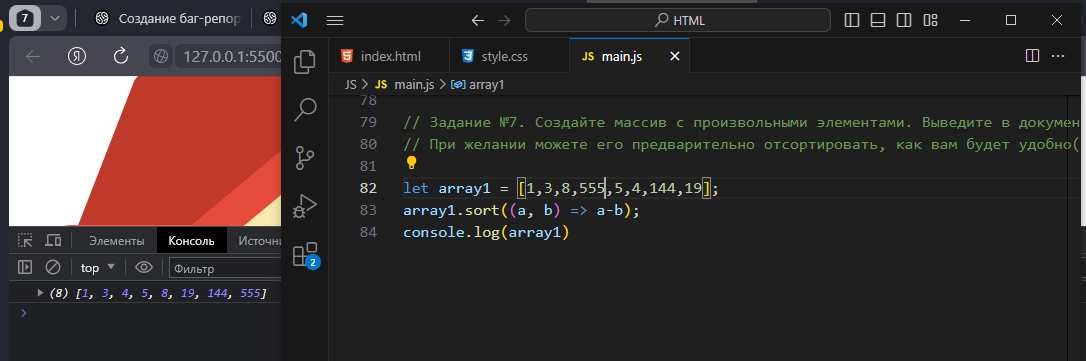 7
Создание баг-репор
HTML
Я
127.0.0.1:5500
index.html
style.css
JS main.js
JS > JS main.js > array1
78
79 // Задание №7. Создайте массив с произвольными элементами. Выведите в докумен
80 // При желании можете его предварительно отсортировать, как вам будет удобно(
81
82 let array1 = [1,3,8,555,5,4,144,19];
83 array1.sort((a, b) => a-b);
84 console.log(array1)
2
Элементы Консоль Источни
top Фильтр
(8) [1, 3, 4, 5, 8, 19, 144, 555]